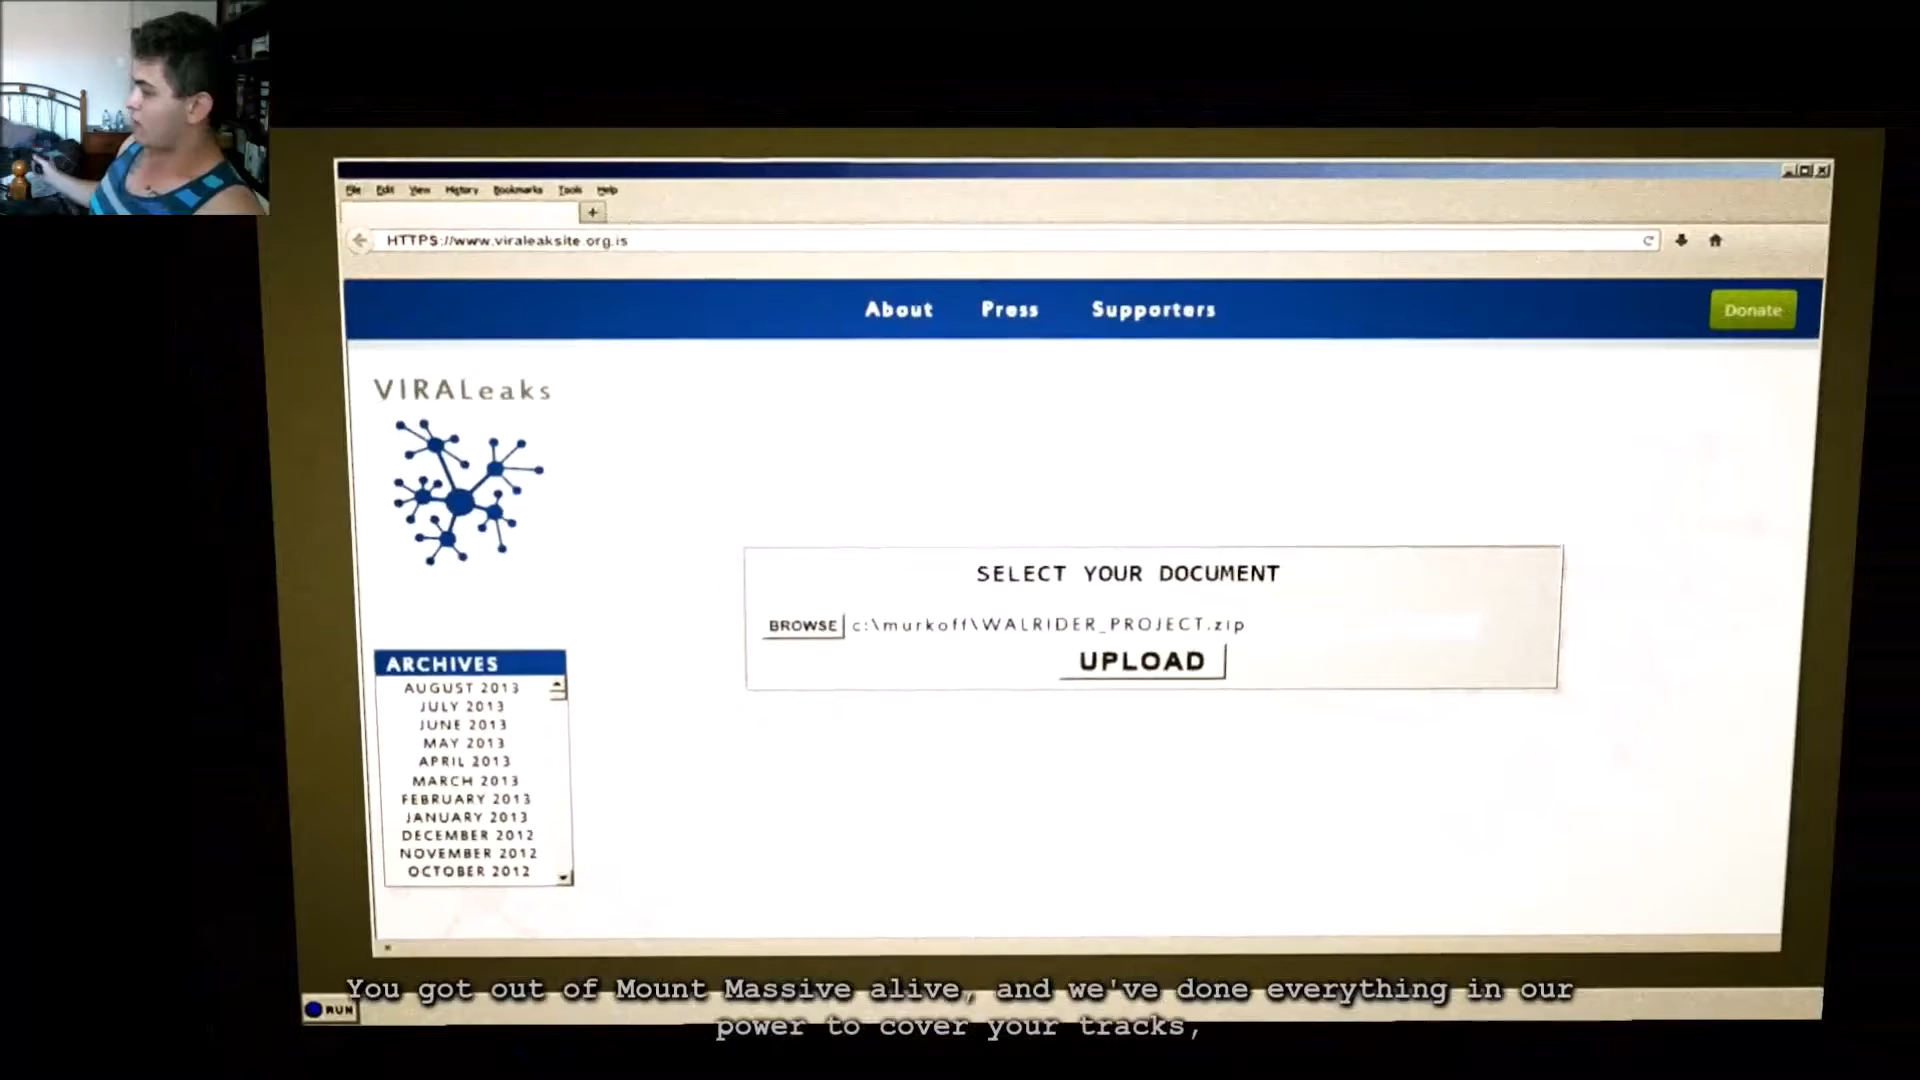 File Edit View History Bookmarks Tools Help
+
HTTPS://www.viraleaksite.org.is
About Press Supporters Donate
VIRALeaks
SELECT YOUR DOCUMENT
BROWSE c:\murkoff\WALRIDER_PROJECT.zip
UPLOAD
ARCHIVES
AUGUST 2013
JULY 2013
JUNE 2013
MAY 2013
APRIL 2013
MARCH 2013
FEBRUARY 2013
JANUARY 2013
DECEMBER 2012
NOVEMBER 2012
OCTOBER 2012
You got out of Mount Massive alive, and we've done everything in our
power to cover your tracks,
RUN